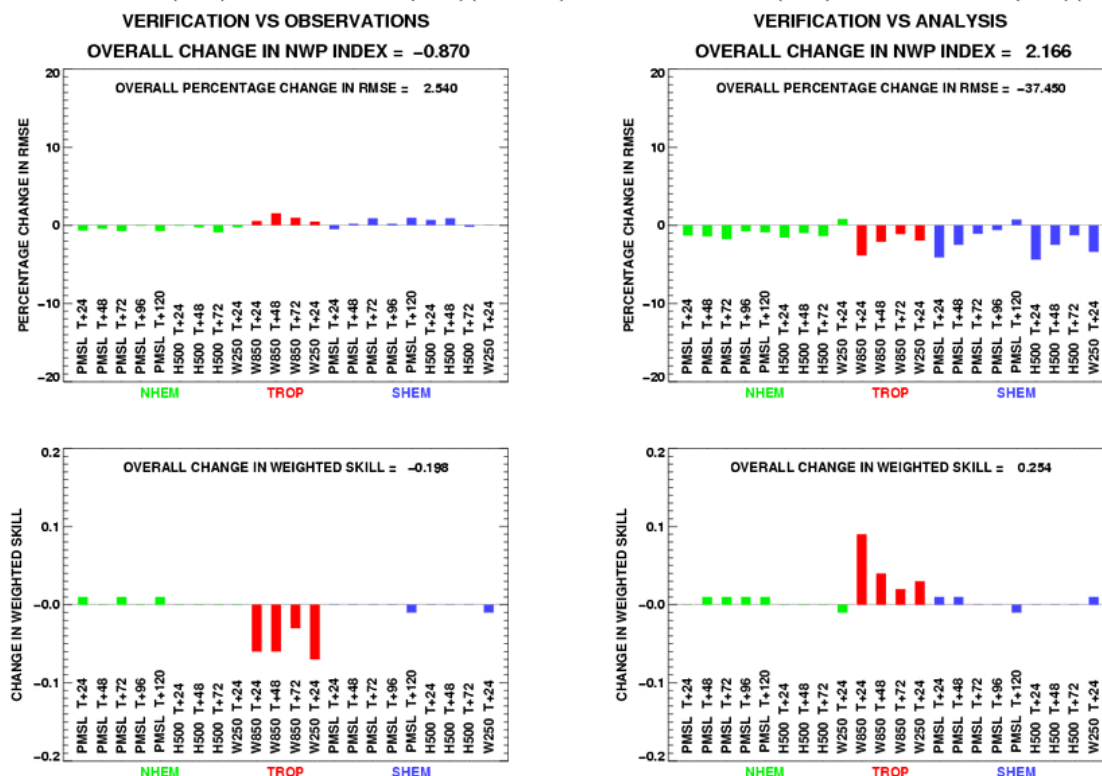 VERIFICATION VS OBSERVATIONS
OVERALL CHANGE IN NWP INDEX = −0.870
OVERALL PERCENTAGE CHANGE IN RMSE = 2.540
PERCENTAGE CHANGE IN RMSE
20
10
0
−10
−20
PMSL T+24
PMSL T+48
PMSL T+72
PMSL T+96
PMSL T+120
H500 T+24
H500 T+48
H500 T+72
W250 T+24
W850 T+24
W850 T+48
W850 T+72
W250 T+24
PMSL T+24
PMSL T+48
PMSL T+72
PMSL T+96
PMSL T+120
H500 T+24
H500 T+48
H500 T+72
W250 T+24
NHEM TROP SHEM
VERIFICATION VS ANALYSIS
OVERALL CHANGE IN NWP INDEX = 2.166
OVERALL PERCENTAGE CHANGE IN RMSE = −37.450
PERCENTAGE CHANGE IN RMSE
20
10
0
−10
−20
PMSL T+24
PMSL T+48
PMSL T+72
PMSL T+96
PMSL T+120
H500 T+24
H500 T+48
H500 T+72
W250 T+24
W850 T+24
W850 T+48
W850 T+72
W250 T+24
PMSL T+24
PMSL T+48
PMSL T+72
PMSL T+96
PMSL T+120
H500 T+24
H500 T+48
H500 T+72
W250 T+24
NHEM TROP SHEM
OVERALL CHANGE IN WEIGHTED SKILL = −0.198
CHANGE IN WEIGHTED SKILL
0.2
0.1
−0.0
−0.1
−0.2
PMSL T+24
PMSL T+48
PMSL T+72
PMSL T+96
PMSL T+120
H500 T+24
H500 T+48
H500 T+72
W250 T+24
W850 T+24
W850 T+48
W850 T+72
W250 T+24
PMSL T+24
PMSL T+48
PMSL T+72
PMSL T+96
PMSL T+120
H500 T+24
H500 T+48
H500 T+72
W250 T+24
NHEM TROP SHEM
OVERALL CHANGE IN WEIGHTED SKILL = 0.254
CHANGE IN WEIGHTED SKILL
0.2
0.1
−0.0
−0.1
−0.2
PMSL T+24
PMSL T+48
PMSL T+72
PMSL T+96
PMSL T+120
H500 T+24
H500 T+48
H500 T+72
W250 T+24
W850 T+24
W850 T+48
W850 T+72
W250 T+24
PMSL T+24
PMSL T+48
PMSL T+72
PMSL T+96
PMSL T+120
H500 T+24
H500 T+48
H500 T+72
W250 T+24
NHEM TROP SHEM